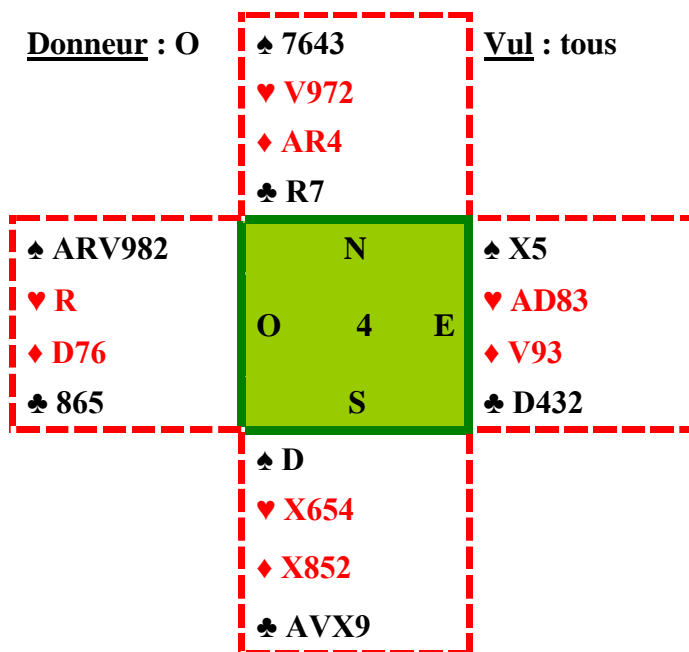 Donneur : O
♠ 7643
♥ V972
♦ AR4
♣ R7
Vul : tous
♠ ARV982
♥ R
♦ D76
♣ 865
N
O 4 E
S
♠ X5
♥ AD83
♦ V93
♣ D432
♠ D
♥ X654
♦ X852
♣ AVX9